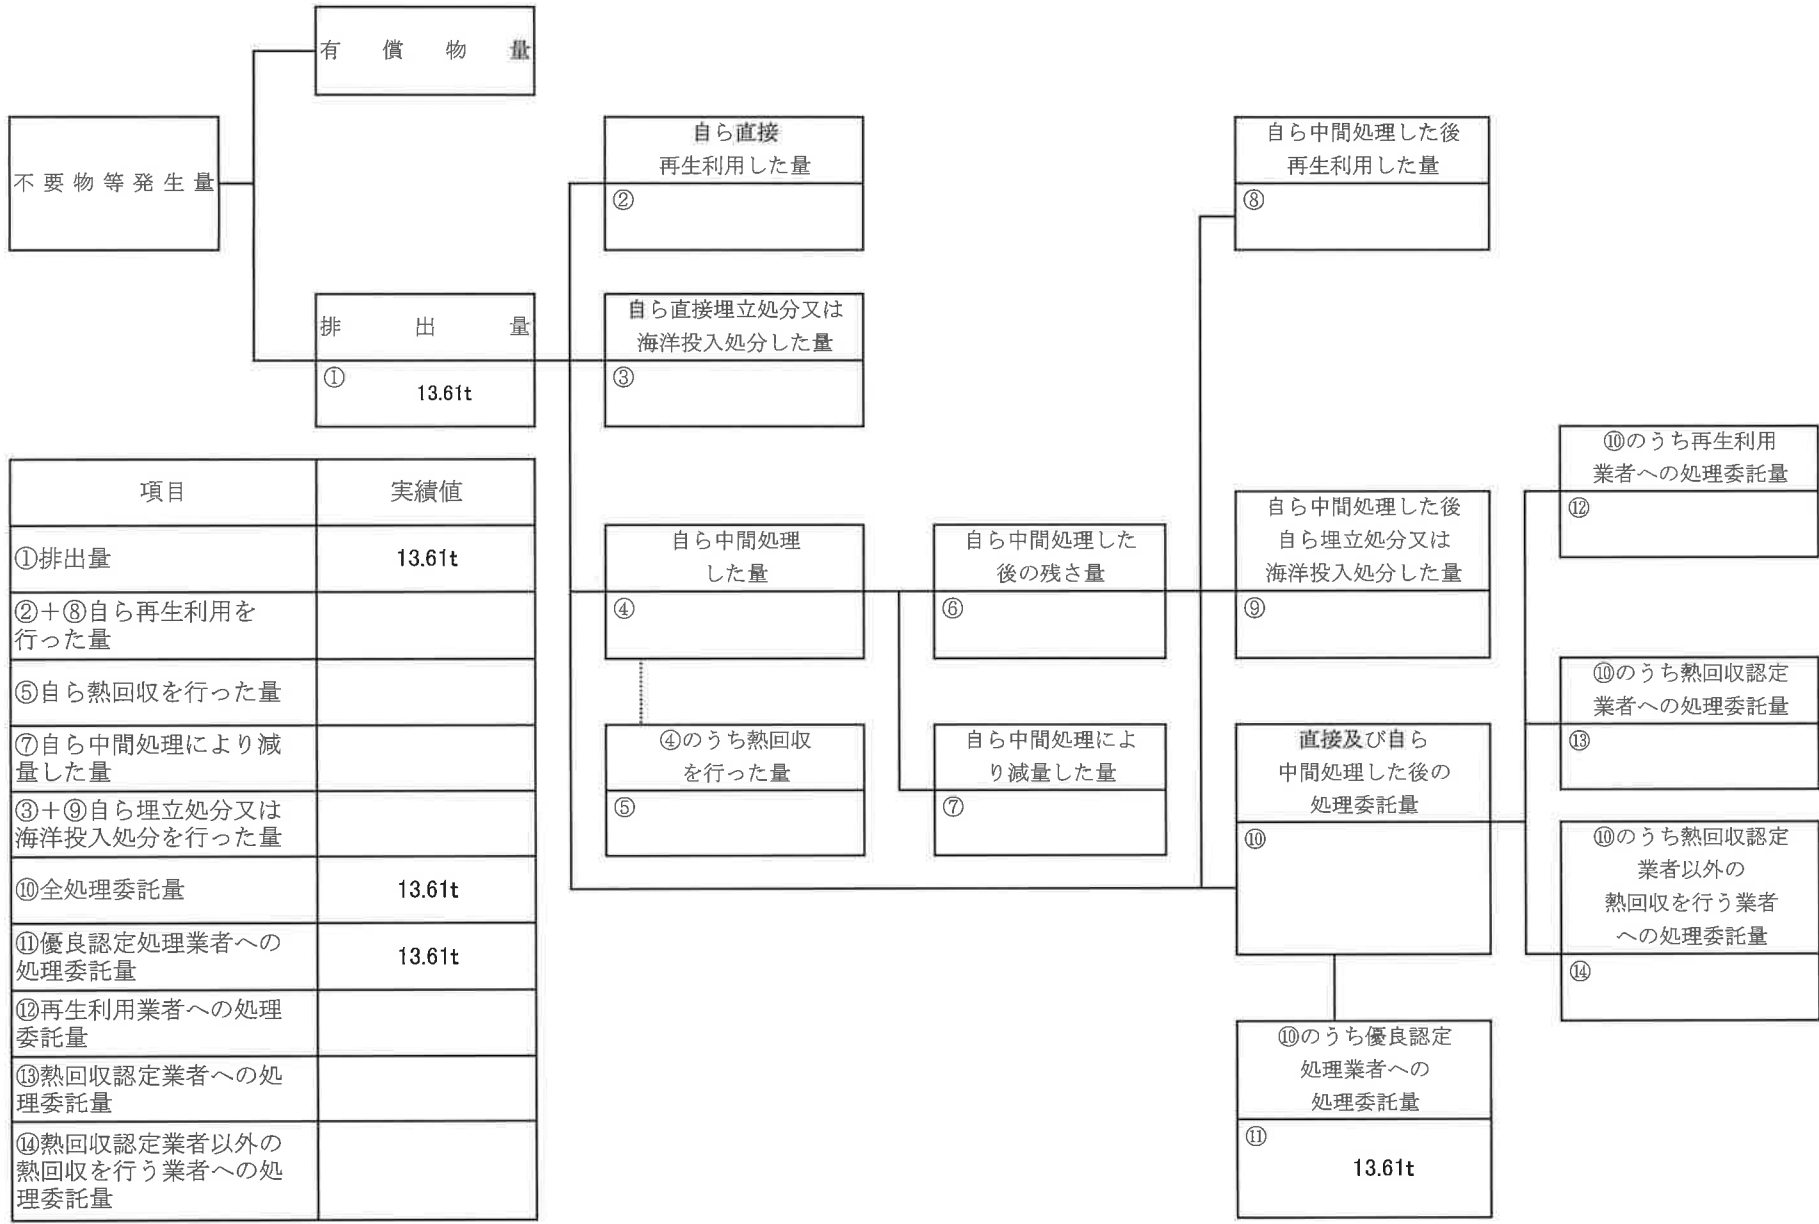 有償物量
不要物等発生量
排出量
①
13.61t
自ら直接
再生利用した量
②
自ら直接埋立処分又は
海洋投入処分した量
③
自ら中間処理
した量
④
④のうち熱回収
を行った量
⑤
自ら中間処理した
後の残さ量
⑥
自ら中間処理によ
り減量した量
⑦
自ら中間処理した後
再生利用した量
⑧
自ら中間処理した後
自ら埋立処分又は
海洋投入処分した量
⑨
直接及び自ら
中間処理した後の
処理委託量
⑩
⑩のうち優良認定
処理業者への
処理委託量
⑪
13.61t
⑩のうち再生利用
業者への処理委託量
⑫
⑩のうち熱回収認定
業者への処理委託量
⑬
⑩のうち熱回収認定
業者以外の
熱回収を行う業者
への処理委託量
⑭
項目 実績値
①排出量 13.61t
②＋⑧自ら再生利用を
行った量
⑤自ら熱回収を行った量
⑦自ら中間処理により減
量した量
③＋⑨自ら埋立処分又は
海洋投入処分を行った量
⑩全処理委託量 13.61t
⑪優良認定処理業者への
処理委託量 13.61t
⑫再生利用業者への処理
委託量
⑬熱回収認定業者への処
理委託量
⑭熱回収認定業者以外の
熱回収を行う業者への処
理委託量